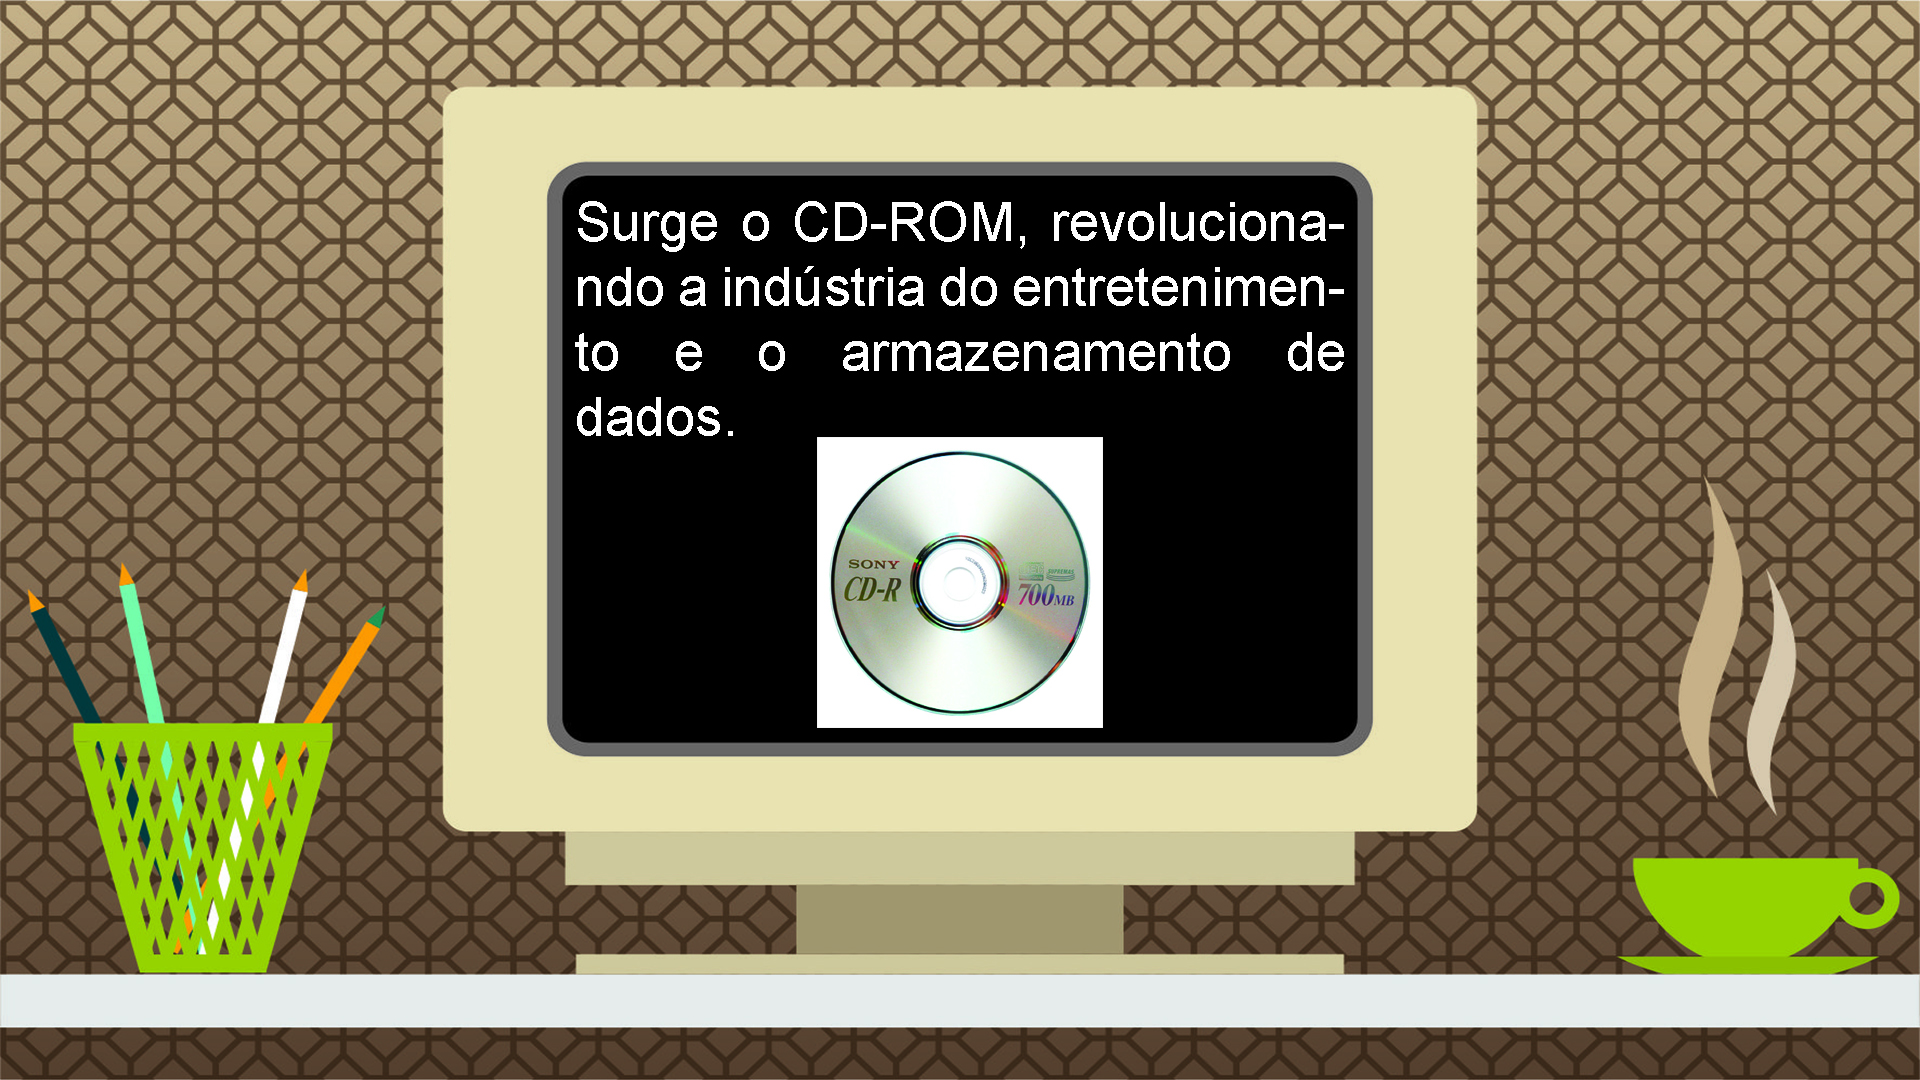 Surge o CD-ROM, revoluciona-
ndo a indústria do entretenimen-
to e o armazenamento de
dados.
SONY
CD-R
700MB